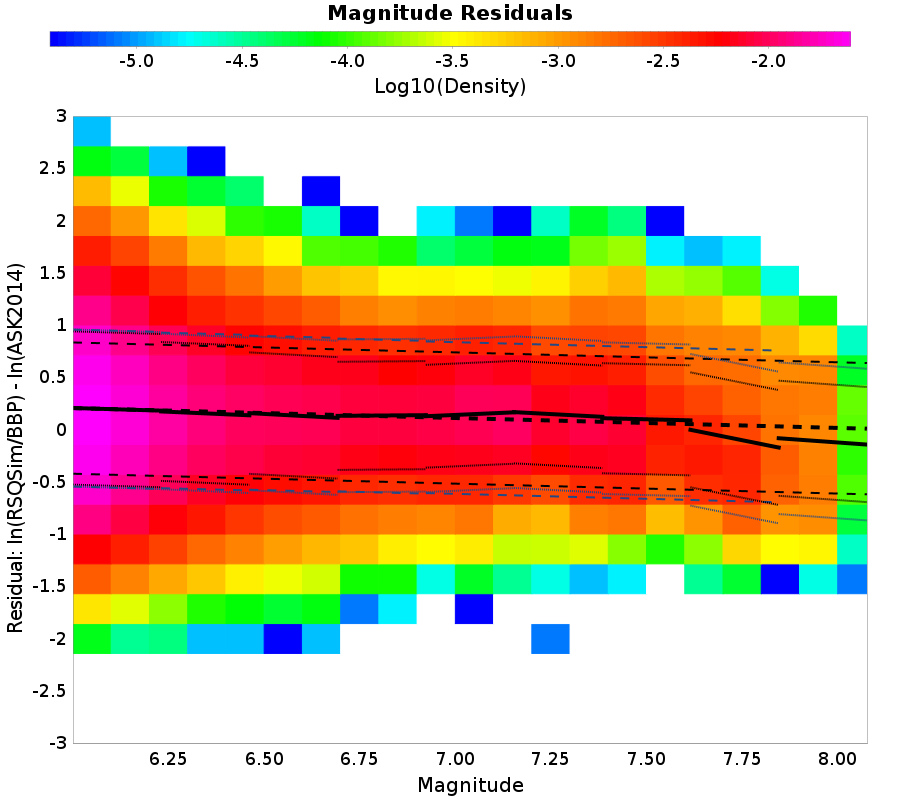 Magnitude Residuals
-5.0 -4.5 -4.0 -3.5 -3.0 -2.5 -2.0
Log10(Density)
Residual: ln(RSQSim/BBP) - ln(ASK2014)
3
2.5
2
1.5
1
0.5
0
-0.5
-1
-1.5
-2
-2.5
-3
6.25 6.50 6.75 7.00 7.25 7.50 7.75 8.00
Magnitude